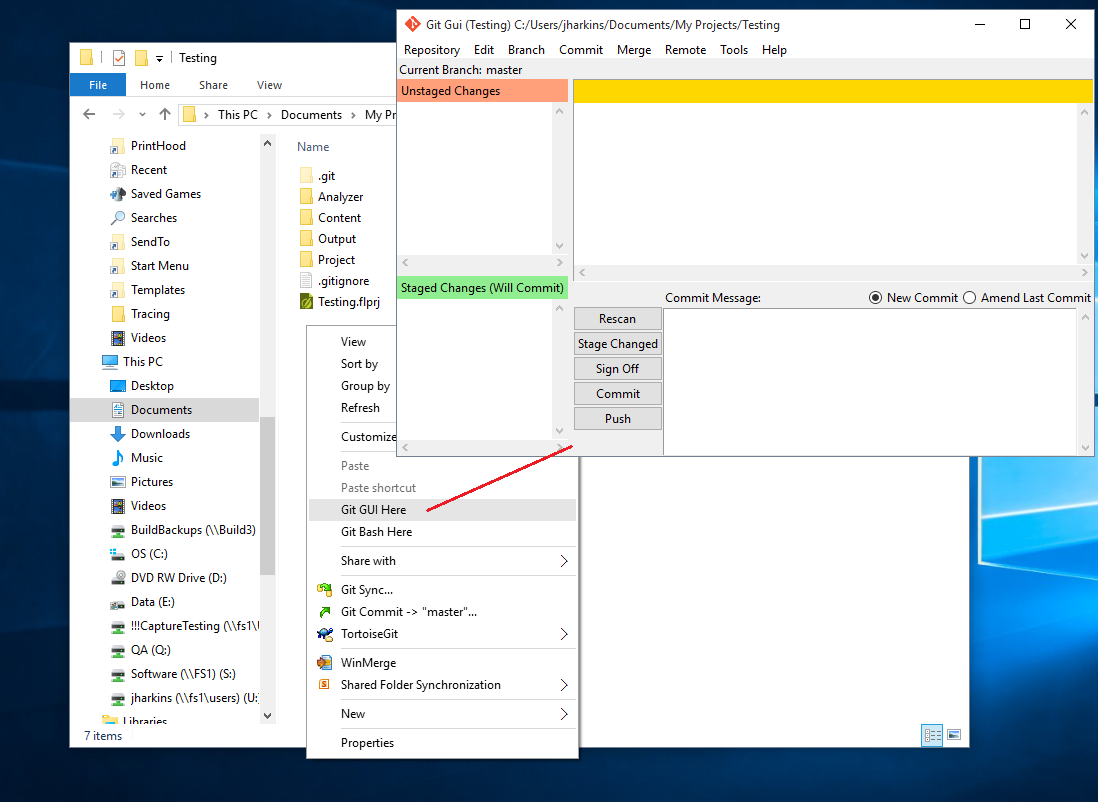 Git Gui (Testing) C:/Users/jharkins/Documents/My Projects/Testing
Repository Edit Branch Commit Merge Remote Tools Help
Current Branch: master
Unstaged Changes
Staged Changes (Will Commit)
Commit Message: New Commit Amend Last Commit
Rescan
Stage Changed
Sign Off
Commit
Push
Testing
File Home Share View
This PC Documents My Pr
PrintHood
Recent
Saved Games
Searches
SendTo
Start Menu
Templates
Tracing
Videos
This PC
Desktop
Documents
Downloads
Music
Pictures
Videos
BuildBackups (\\Build3)
OS (C:)
DVD RW Drive (D:)
Data (E:)
!!!CaptureTesting (\\fs1\U
QA (Q:)
Software (\\FS1) (S:)
jharkins (\\fs1\users) (U:
Libraries
7 items
Name
.git
Analyzer
Content
Output
Project
.gitignore
Testing.flprj
View
Sort by
Group by
Refresh
Customize
Paste
Paste shortcut
Git GUI Here
Git Bash Here
Share with
Git Sync...
Git Commit -> "master"...
TortoiseGit
WinMerge
Shared Folder Synchronization
New
Properties